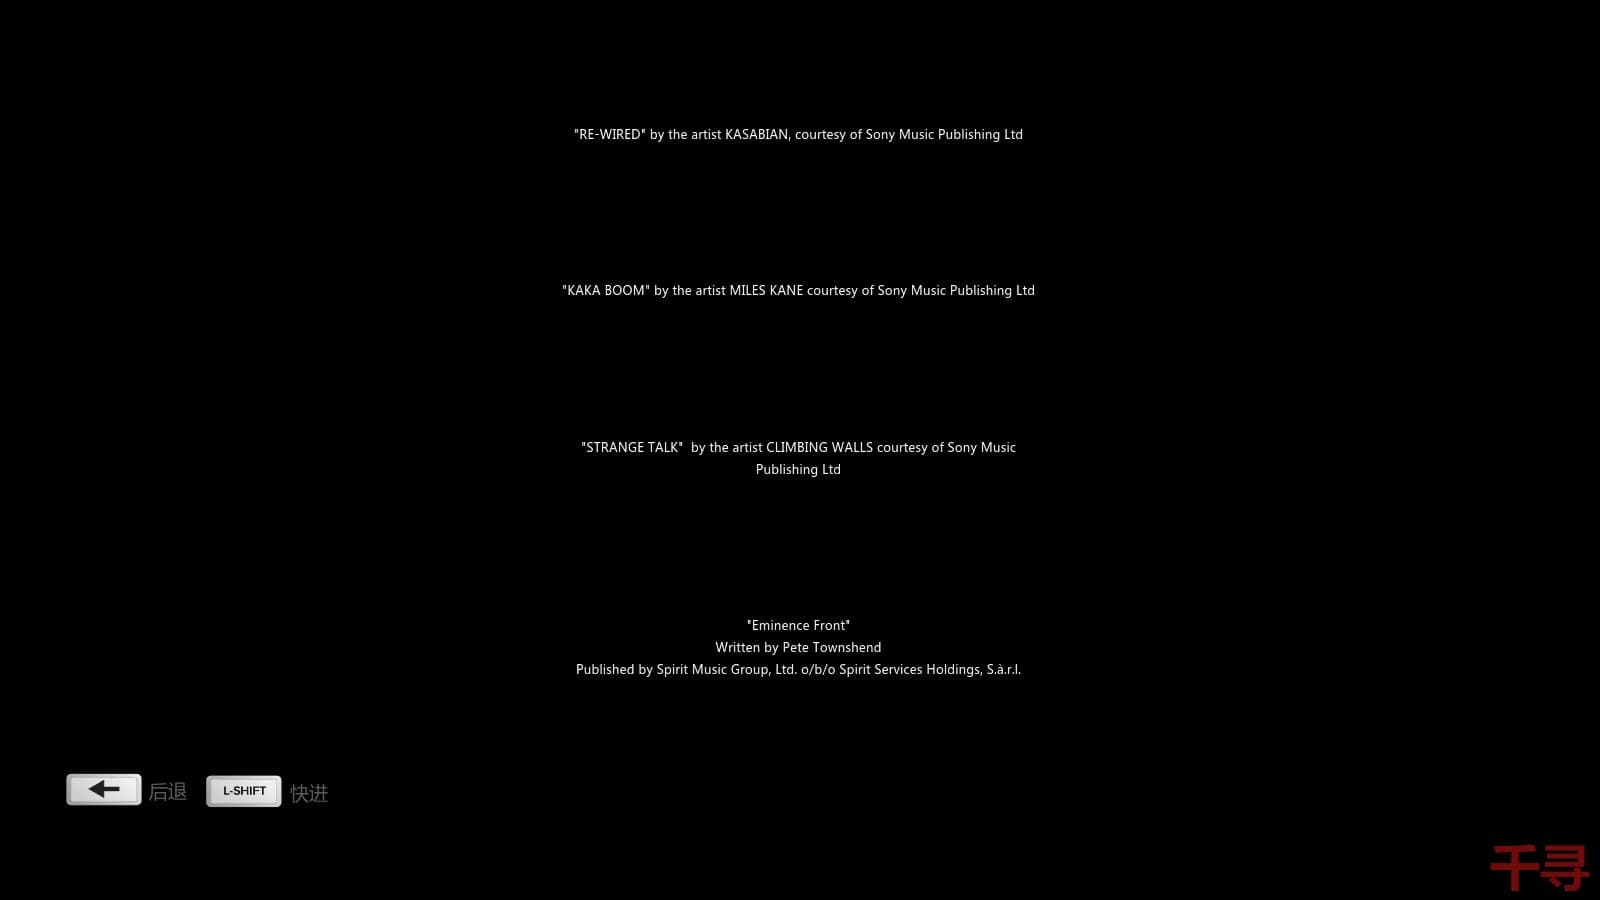 "RE-WIRED" by the artist KASABIAN, courtesy of Sony Music Publishing Ltd
"KAKA BOOM" by the artist MILES KANE courtesy of Sony Music Publishing Ltd
"STRANGE TALK"  by the artist CLIMBING WALLS courtesy of Sony Music
Publishing Ltd
"Eminence Front"
Written by Pete Townshend
Published by Spirit Music Group, Ltd. o/b/o Spirit Services Holdings, S.à.r.l.
后退 L-SHIFT 快进
千寻